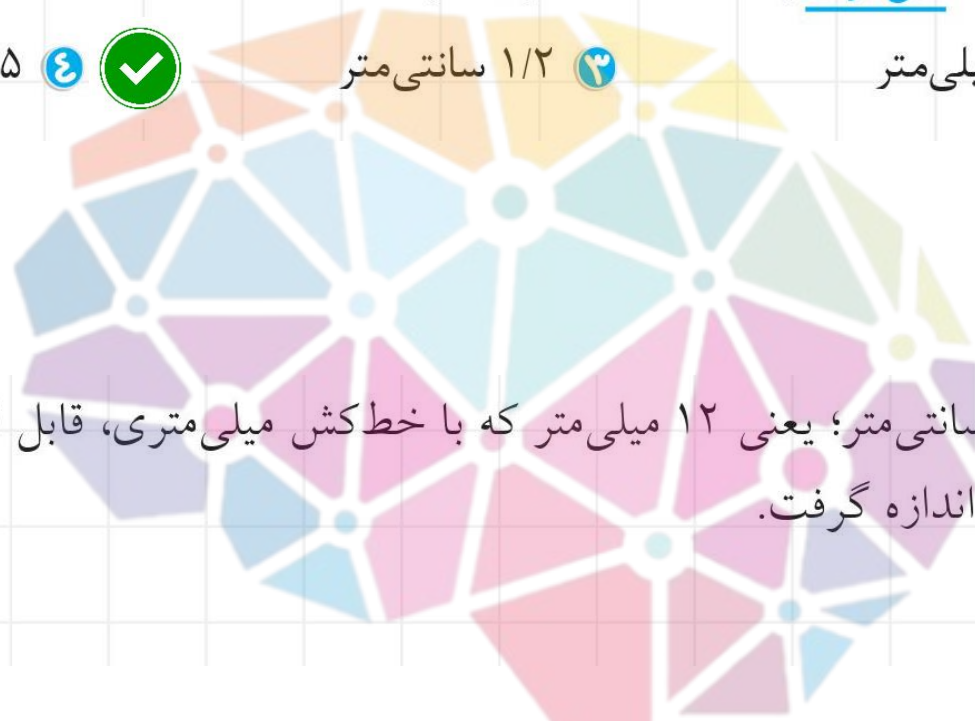 یلی‌متر ۳ ۱/۲ سانتی‌متر ۴ ۵
سانتی‌متر؛ یعنی ۱۲ میلی‌متر که با خط‌کش میلی‌متری، قابل
اندازه گرفت.